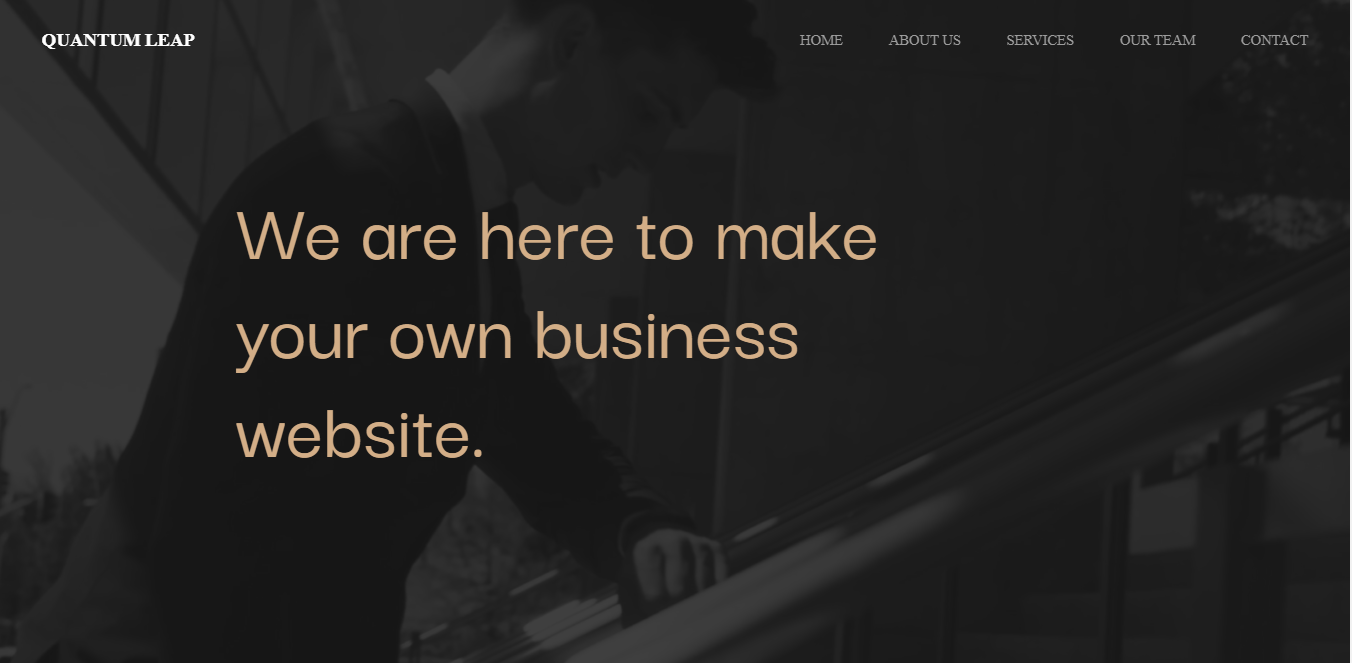 QUANTUM LEAP
HOME ABOUT US SERVICES OUR TEAM CONTACT
We are here to make
your own business
website.